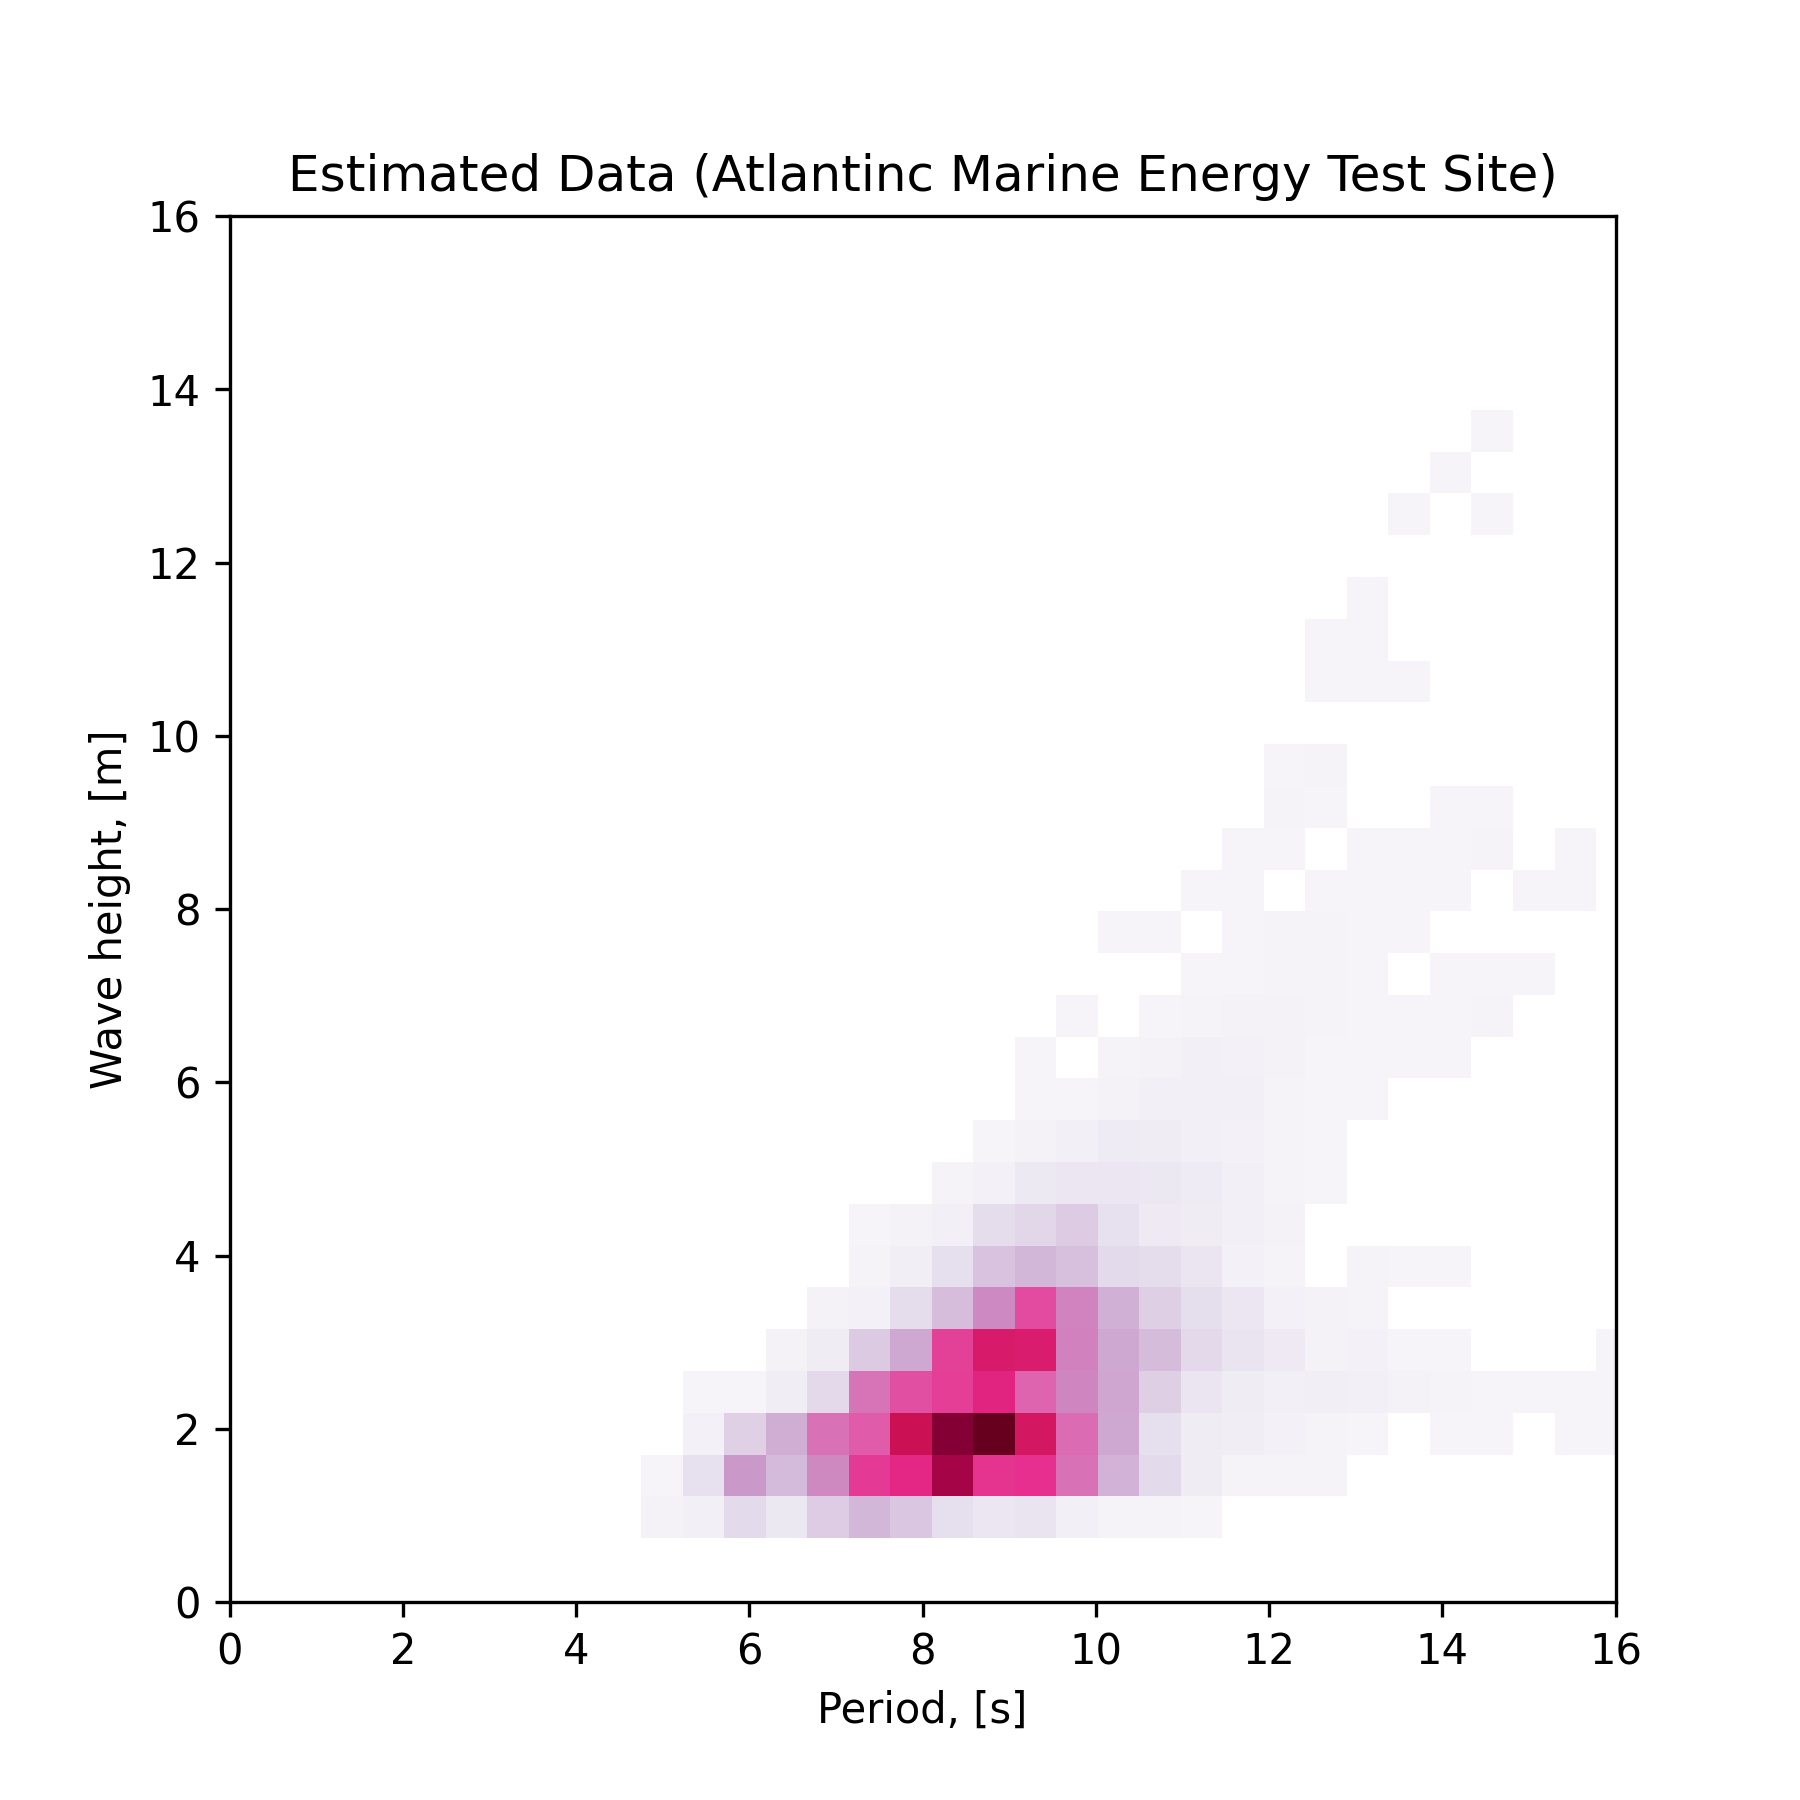 Estimated Data (Atlantinc Marine Energy Test Site)
16
14
12
10
8
6
4
2
0
Wave height, [m]
0 2 4 6 8 10 12 14 16
Period, [s]